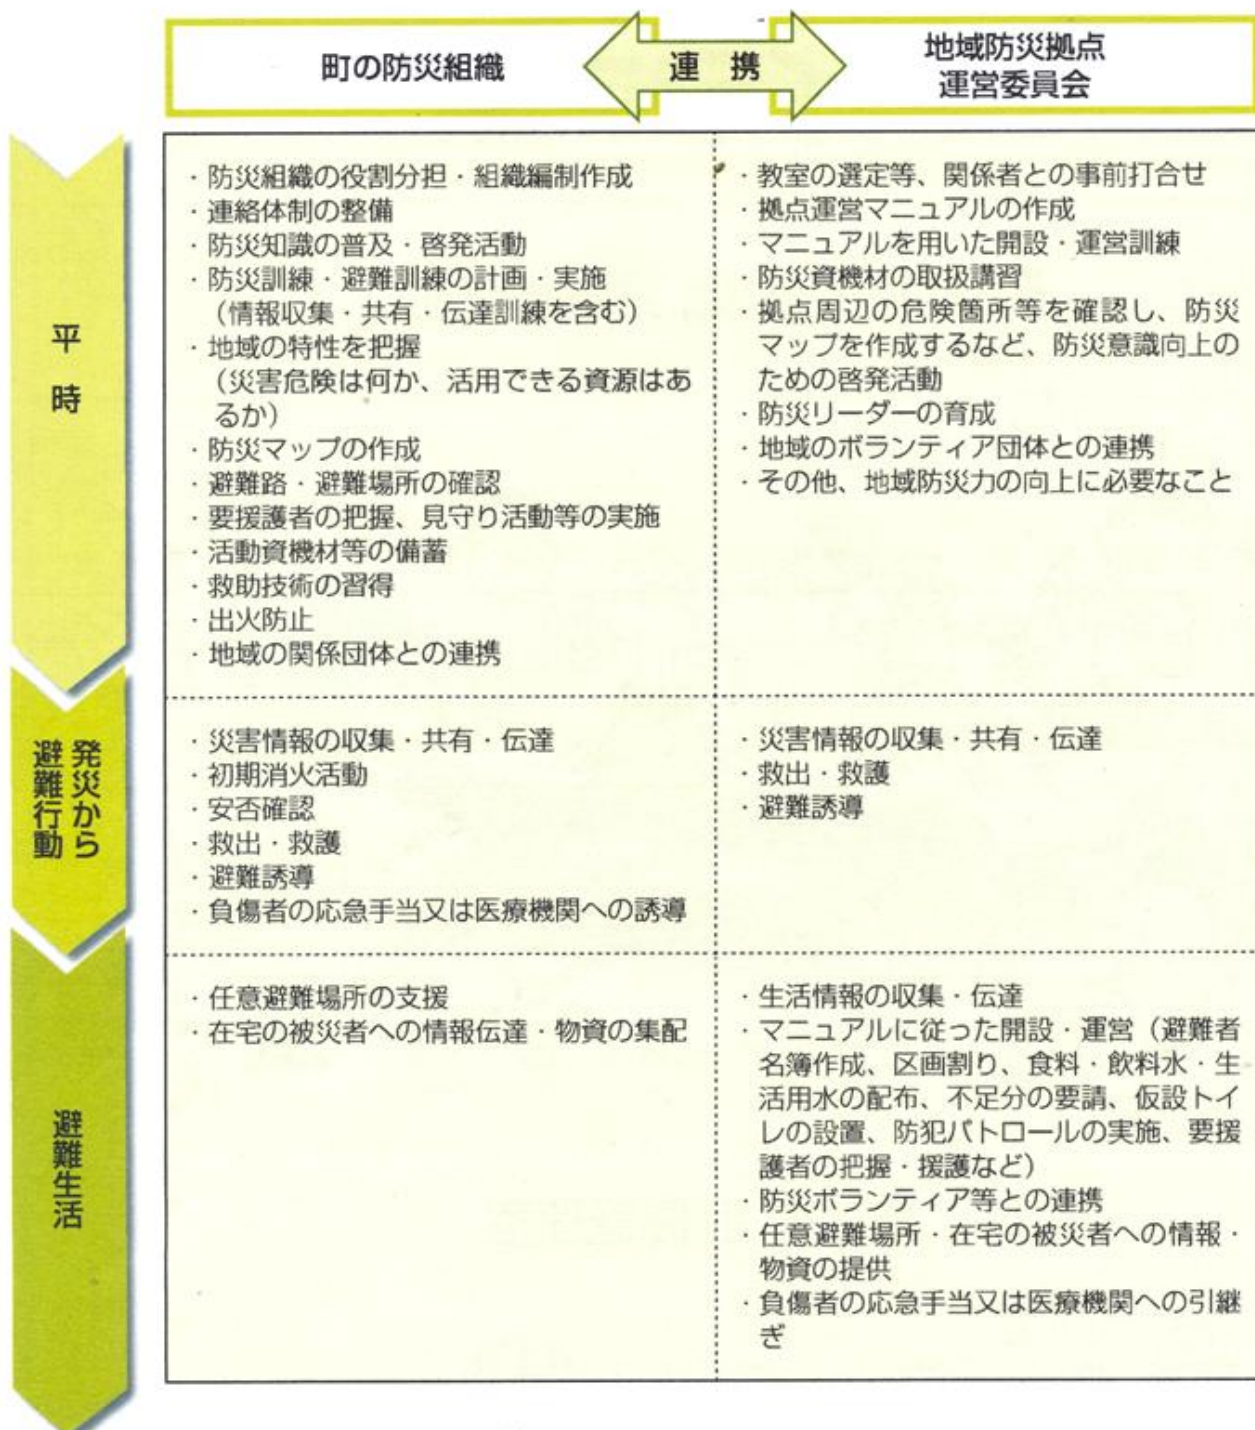 町の防災組織
連携
地域防災拠点
運営委員会
平時
・防災組織の役割分担・組織編制作成
・連絡体制の整備
・防災知識の普及・啓発活動
・防災訓練・避難訓練の計画・実施
（情報収集・共有・伝達訓練を含む）
・地域の特性を把握
（災害危険は何か、活用できる資源はあ
るか）
・防災マップの作成
・避難路・避難場所の確認
・要援護者の把握、見守り活動等の実施
・活動資機材等の備蓄
・救助技術の習得
・出火防止
・地域の関係団体との連携
・教室の選定等、関係者との事前打合せ
・拠点運営マニュアルの作成
・マニュアルを用いた開設・運営訓練
・防災資機材の取扱講習
・拠点周辺の危険箇所等を確認し、防災
マップを作成するなど、防災意識向上の
ための啓発活動
・防災リーダーの育成
・地域のボランティア団体との連携
・その他、地域防災力の向上に必要なこと
発災から
避難行動
・災害情報の収集・共有・伝達
・初期消火活動
・安否確認
・救出・救護
・避難誘導
・負傷者の応急手当又は医療機関への誘導
・災害情報の収集・共有・伝達
・救出・救護
・避難誘導
避難生活
・任意避難場所の支援
・在宅の被災者への情報伝達・物資の集配
・生活情報の収集・伝達
・マニュアルに従った開設・運営（避難者
名簿作成、区画割り、食料・飲料水・生
活用水の配布、不足分の要請、仮設トイ
レの設置、防犯パトロールの実施、要援
護者の把握・援護など）
・防災ボランティア等との連携
・任意避難場所・在宅の被災者への情報・
物資の提供
・負傷者の応急手当又は医療機関への引継
ぎ